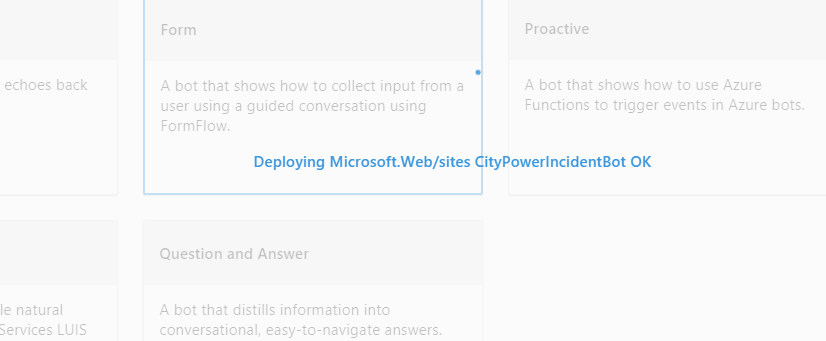 Form
Proactive
echoes back
A bot that shows how to collect input from a
user using a guided conversation using
FormFlow.
A bot that shows how to use Azure
Functions to trigger events in Azure bots.
Deploying Microsoft.Web/sites CityPowerIncidentBot OK
Question and Answer
le natural
Services LUIS
A bot that distills information into
conversational, easy-to-navigate answers.